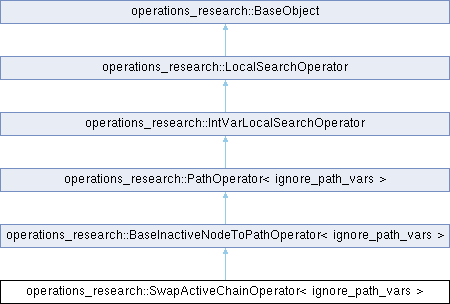 operations_research::BaseObject
operations_research::LocalSearchOperator
operations_research::IntVarLocalSearchOperator
operations_research::PathOperator< ignore_path_vars >
operations_research::BaseInactiveNodeToPathOperator< ignore_path_vars >
operations_research::SwapActiveChainOperator< ignore_path_vars >